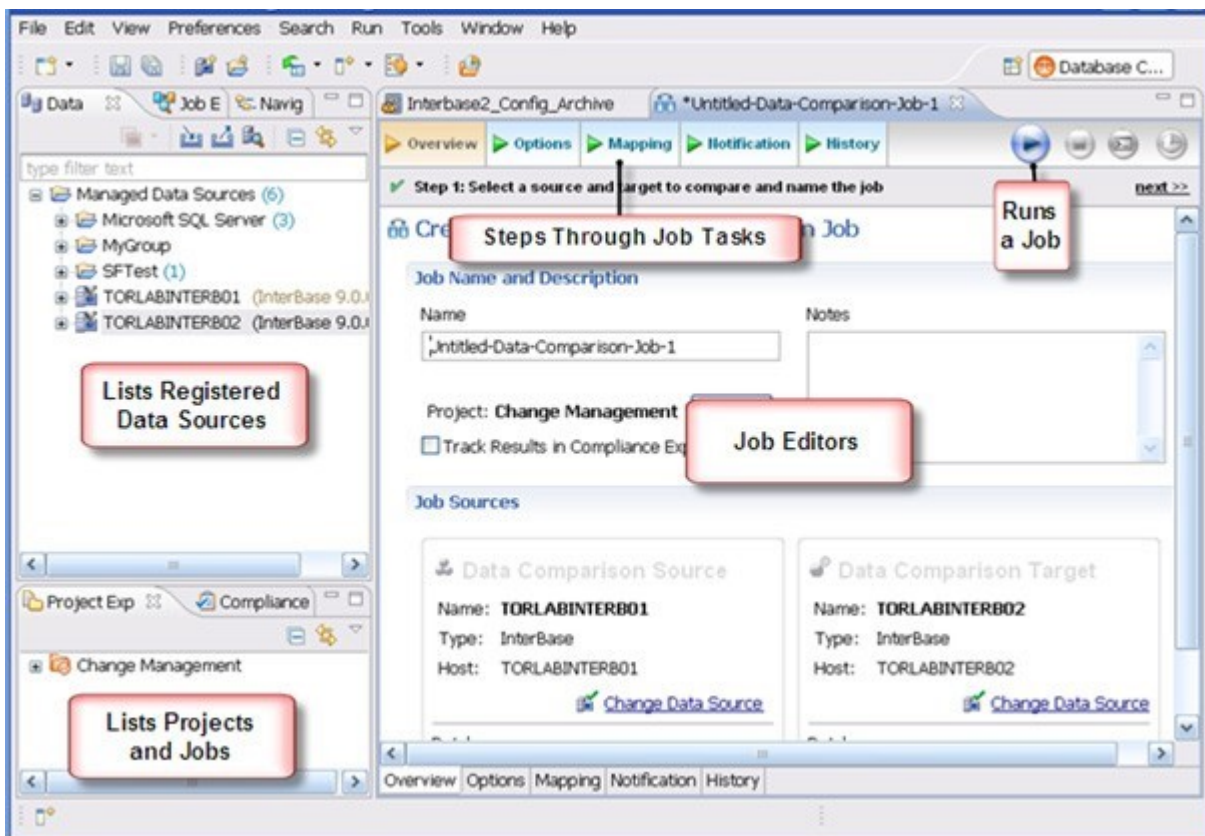 File Edit View Preferences Search Run Tools Window Help
Database C...
Data Job E Navig
Interbase2_Config_Archive *Untitled-Data-Comparison-Job-1
Overview Options Mapping Notification History
type filter text
Step 1: Select a source and target to compare and name the job next >>
Managed Data Sources (6)
Microsoft SQL Server (3)
MyGroup
SFTest (1)
TORLABINTERB01 (InterBase 9.0.
TORLABINTERB02 (InterBase 9.0.
Lists Registered
Data Sources
Steps Through Job Tasks
Job
Runs
a Job
Job Name and Description
Name
Untitled-Data-Comparison-Job-1
Notes
Project: Change Management
Track Results in Compliance
Job Editors
Job Sources
Data Comparison Source
Name: TORLABINTERB01
Type: InterBase
Host: TORLABINTERB01
Change Data Source
Data Comparison Target
Name: TORLABINTERB02
Type: InterBase
Host: TORLABINTERB02
Change Data Source
Project Exp Compliance
Change Management
Lists Projects
and Jobs
Overview Options Mapping Notification History